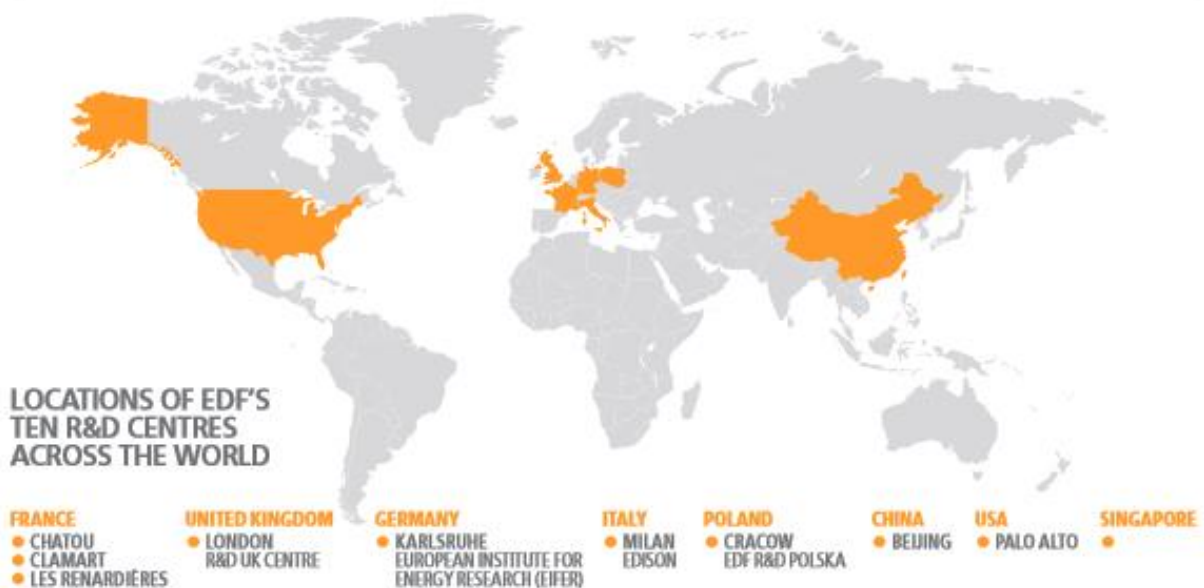 LOCATIONS OF EDF'S
TEN R&D CENTRES
ACROSS THE WORLD
FRANCE
● CHATOU
● CLAMART
● LES RENARDIÈRES
UNITED KINGDOM
● LONDON
R&D UK CENTRE
GERMANY
● KARLSRUHE
EUROPEAN INSTITUTE FOR
ENERGY RESEARCH (EIFER)
ITALY
● MILAN
EDISON
POLAND
● CRACOW
EDF R&D POLSKA
CHINA
● BEIJING
USA
● PALO ALTO
SINGAPORE
●